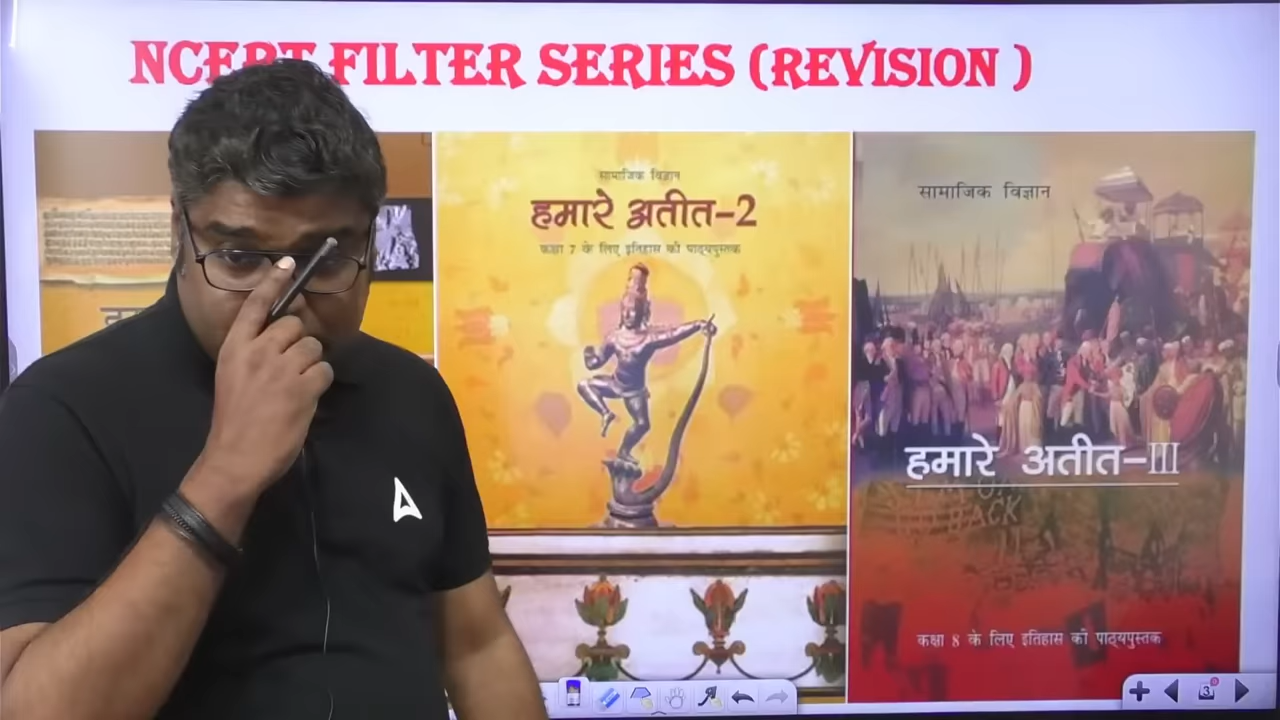 NCERT FILTER SERIES (REVISION )
सामाजिक विज्ञान
हमारे अतीत-2
कक्षा 7 के लिए इतिहास की पाठ्यपुस्तक
सामाजिक विज्ञान
हमारे अतीत-III
कक्षा 8 के लिए इतिहास की पाठ्यपुस्तक
3